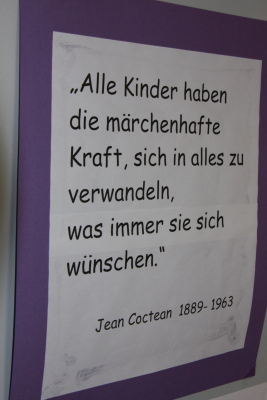 „Alle Kinder haben
die märchenhafte
Kraft, sich in alles zu
verwandeln,
was immer sie sich
wünschen.“
Jean Coctean 1889- 1963